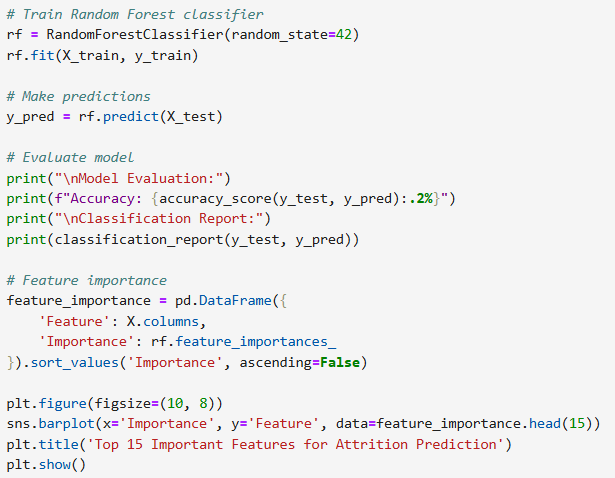 # Train Random Forest classifier
rf = RandomForestClassifier(random_state=42)
rf.fit(X_train, y_train)

# Make predictions
y_pred = rf.predict(X_test)

# Evaluate model
print("\nModel Evaluation:")
print(f"Accuracy: {accuracy_score(y_test, y_pred):.2%}")
print("\nClassification Report:")
print(classification_report(y_test, y_pred))

# Feature importance
feature_importance = pd.DataFrame({
    'Feature': X.columns,
    'Importance': rf.feature_importances_
}).sort_values('Importance', ascending=False)

plt.figure(figsize=(10, 8))
sns.barplot(x='Importance', y='Feature', data=feature_importance.head(15))
plt.title('Top 15 Important Features for Attrition Prediction')
plt.show()